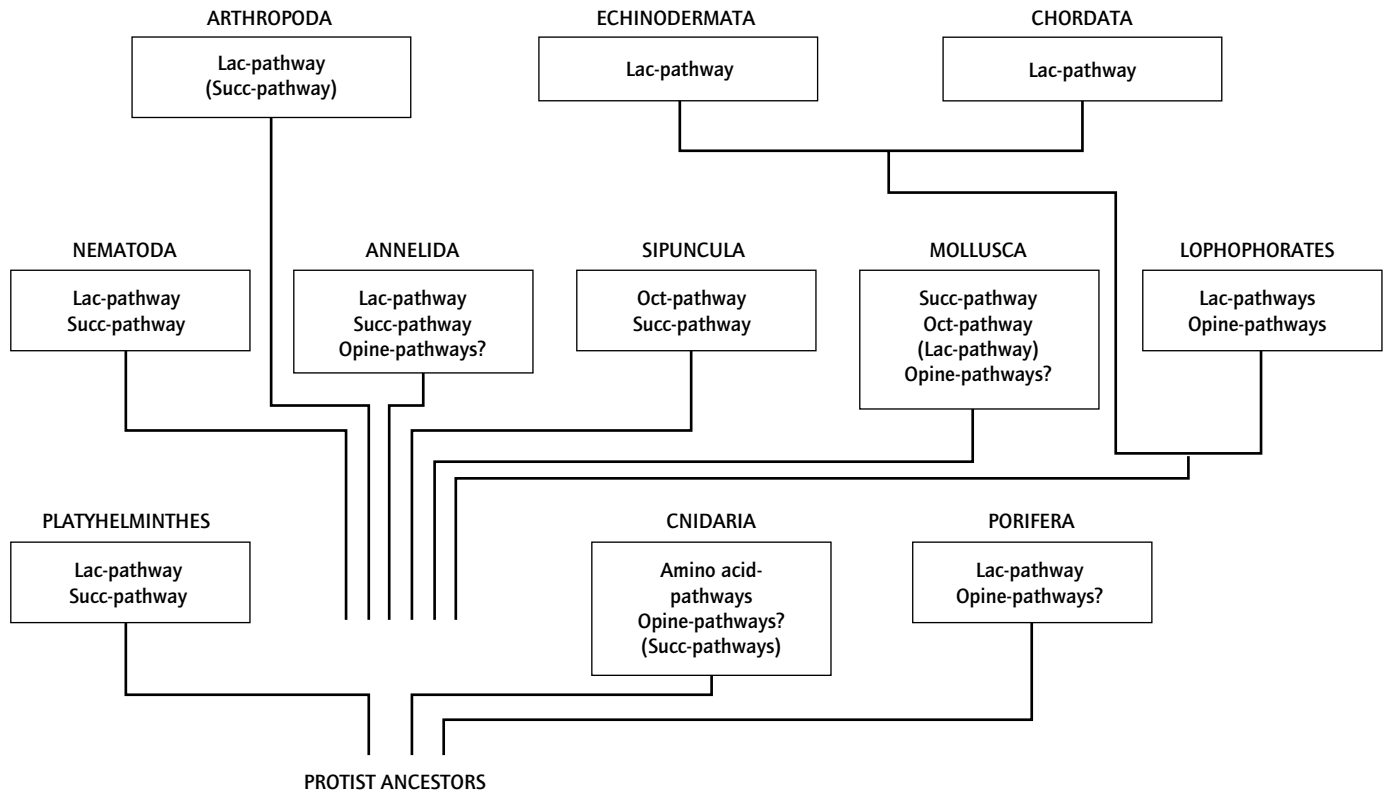 ARTHROPODA
Lac-pathway
(Succ-pathway)
ECHINODERMATA
Lac-pathway
CHORDATA
Lac-pathway
NEMATODA
Lac-pathway
Succ-pathway
ANNELIDA
Lac-pathway
Succ-pathway
Opine-pathways?
SIPUNCULA
Oct-pathway
Succ-pathway
MOLLUSCA
Succ-pathway
Oct-pathway
(Lac-pathway)
Opine-pathways?
LOPHOPHORATES
Lac-pathways
Opine-pathways
PLATYHELMINTHES
Lac-pathway
Succ-pathway
CNIDARIA
Amino acid-
pathways
Opine-pathways?
(Succ-pathways)
PORIFERA
Lac-pathway
Opine-pathways?
PROTIST ANCESTORS